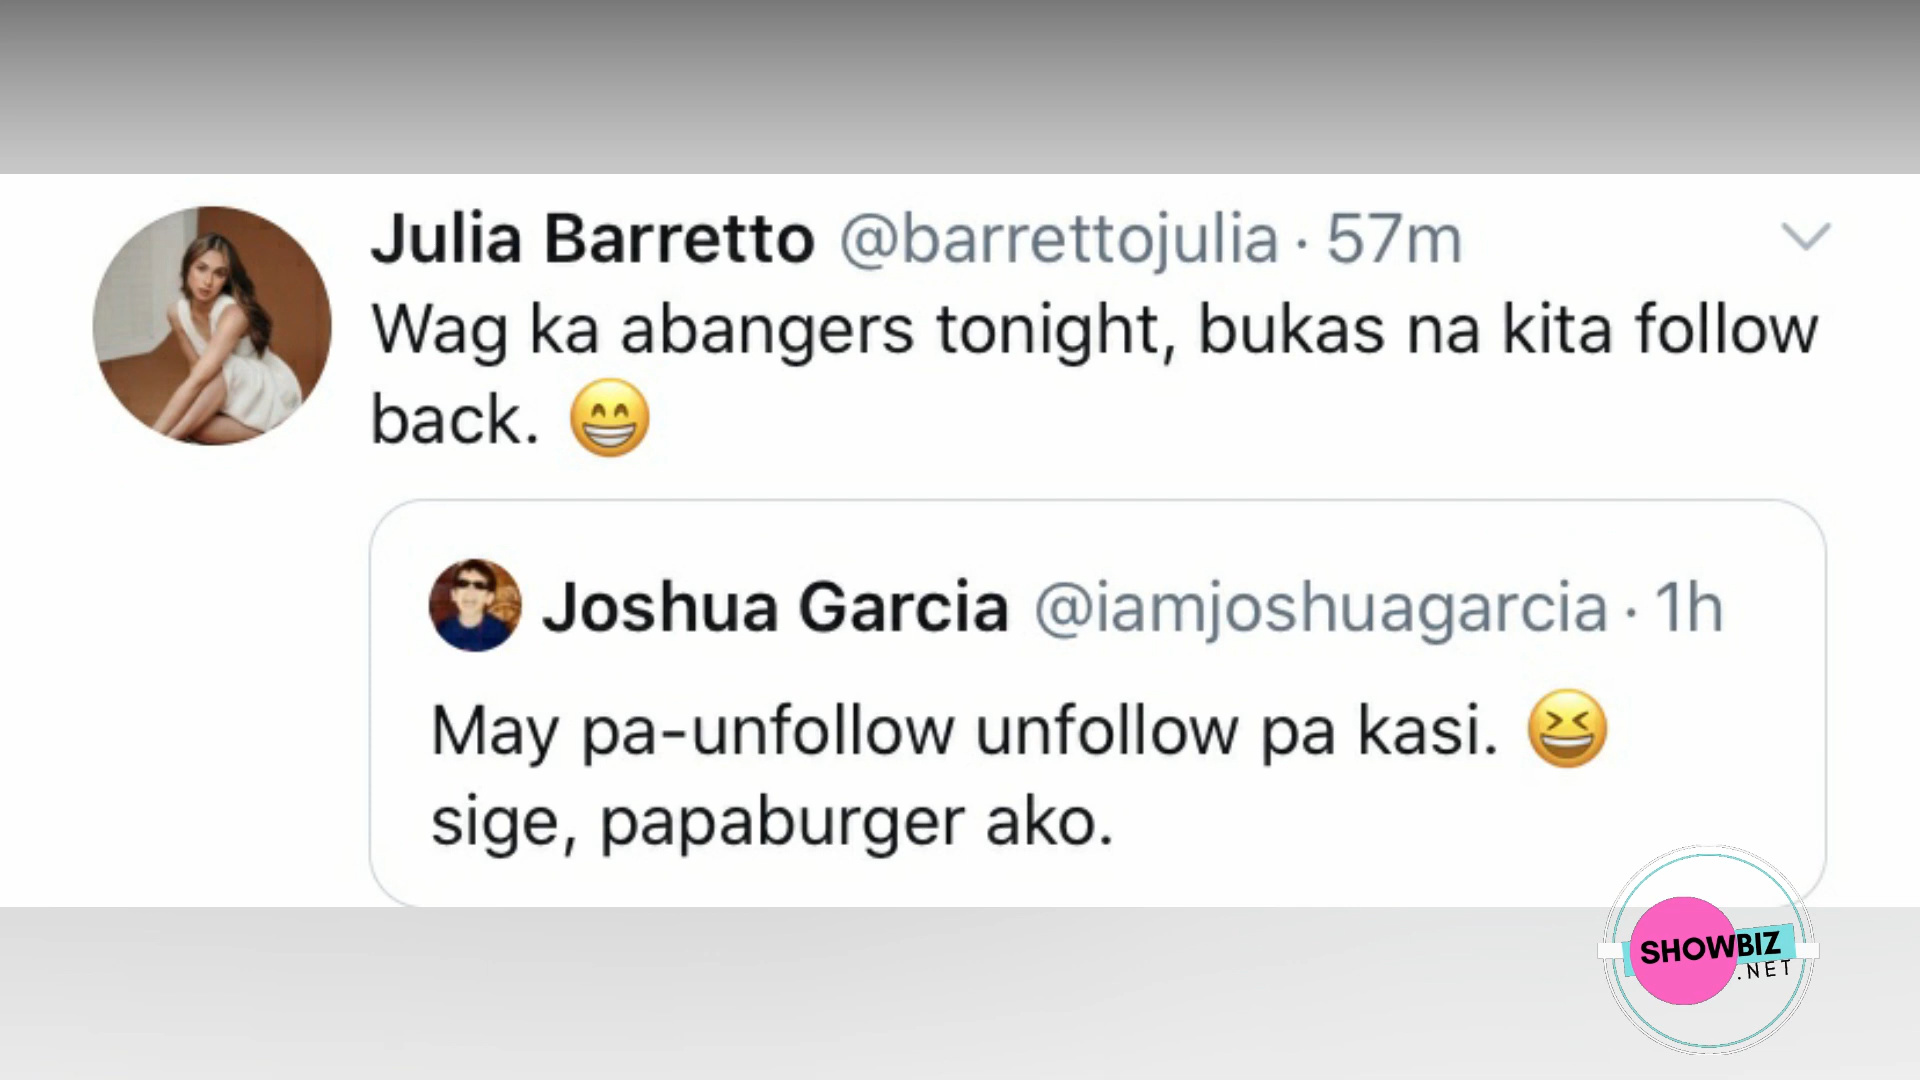 Julia Barretto @barrettojulia · 57m
Wag ka abangers tonight, bukas na kita follow
back. 😁
Joshua Garcia @iamjoshuagarcia · 1h
May pa-unfollow unfollow pa kasi. 😆
sige, papaburger ako.
SHOWBIZ
.NET